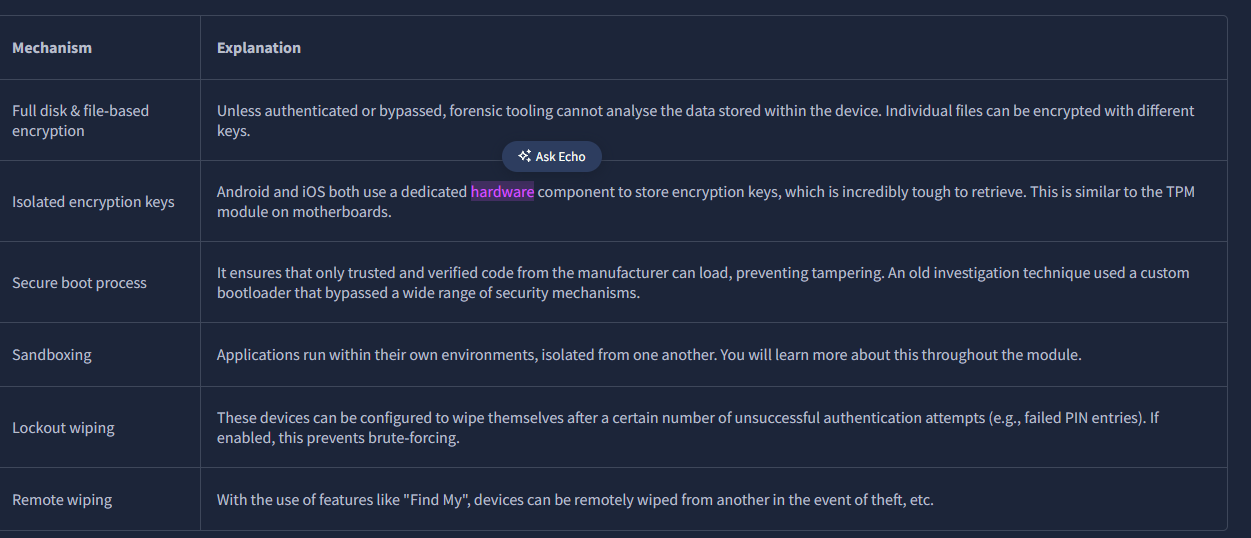 Mechanism
Explanation
Full disk & file-based
encryption
Unless authenticated or bypassed, forensic tooling cannot analyse the data stored within the device. Individual files can be encrypted with different
keys.
Ask Echo
Isolated encryption keys
Android and iOS both use a dedicated hardware component to store encryption keys, which is incredibly tough to retrieve. This is similar to the TPM
module on motherboards.
Secure boot process
It ensures that only trusted and verified code from the manufacturer can load, preventing tampering. An old investigation technique used a custom
bootloader that bypassed a wide range of security mechanisms.
Sandboxing
Applications run within their own environments, isolated from one another. You will learn more about this throughout the module.
Lockout wiping
These devices can be configured to wipe themselves after a certain number of unsuccessful authentication attempts (e.g., failed PIN entries). If
enabled, this prevents brute-forcing.
Remote wiping
With the use of features like "Find My", devices can be remotely wiped from another in the event of theft, etc.